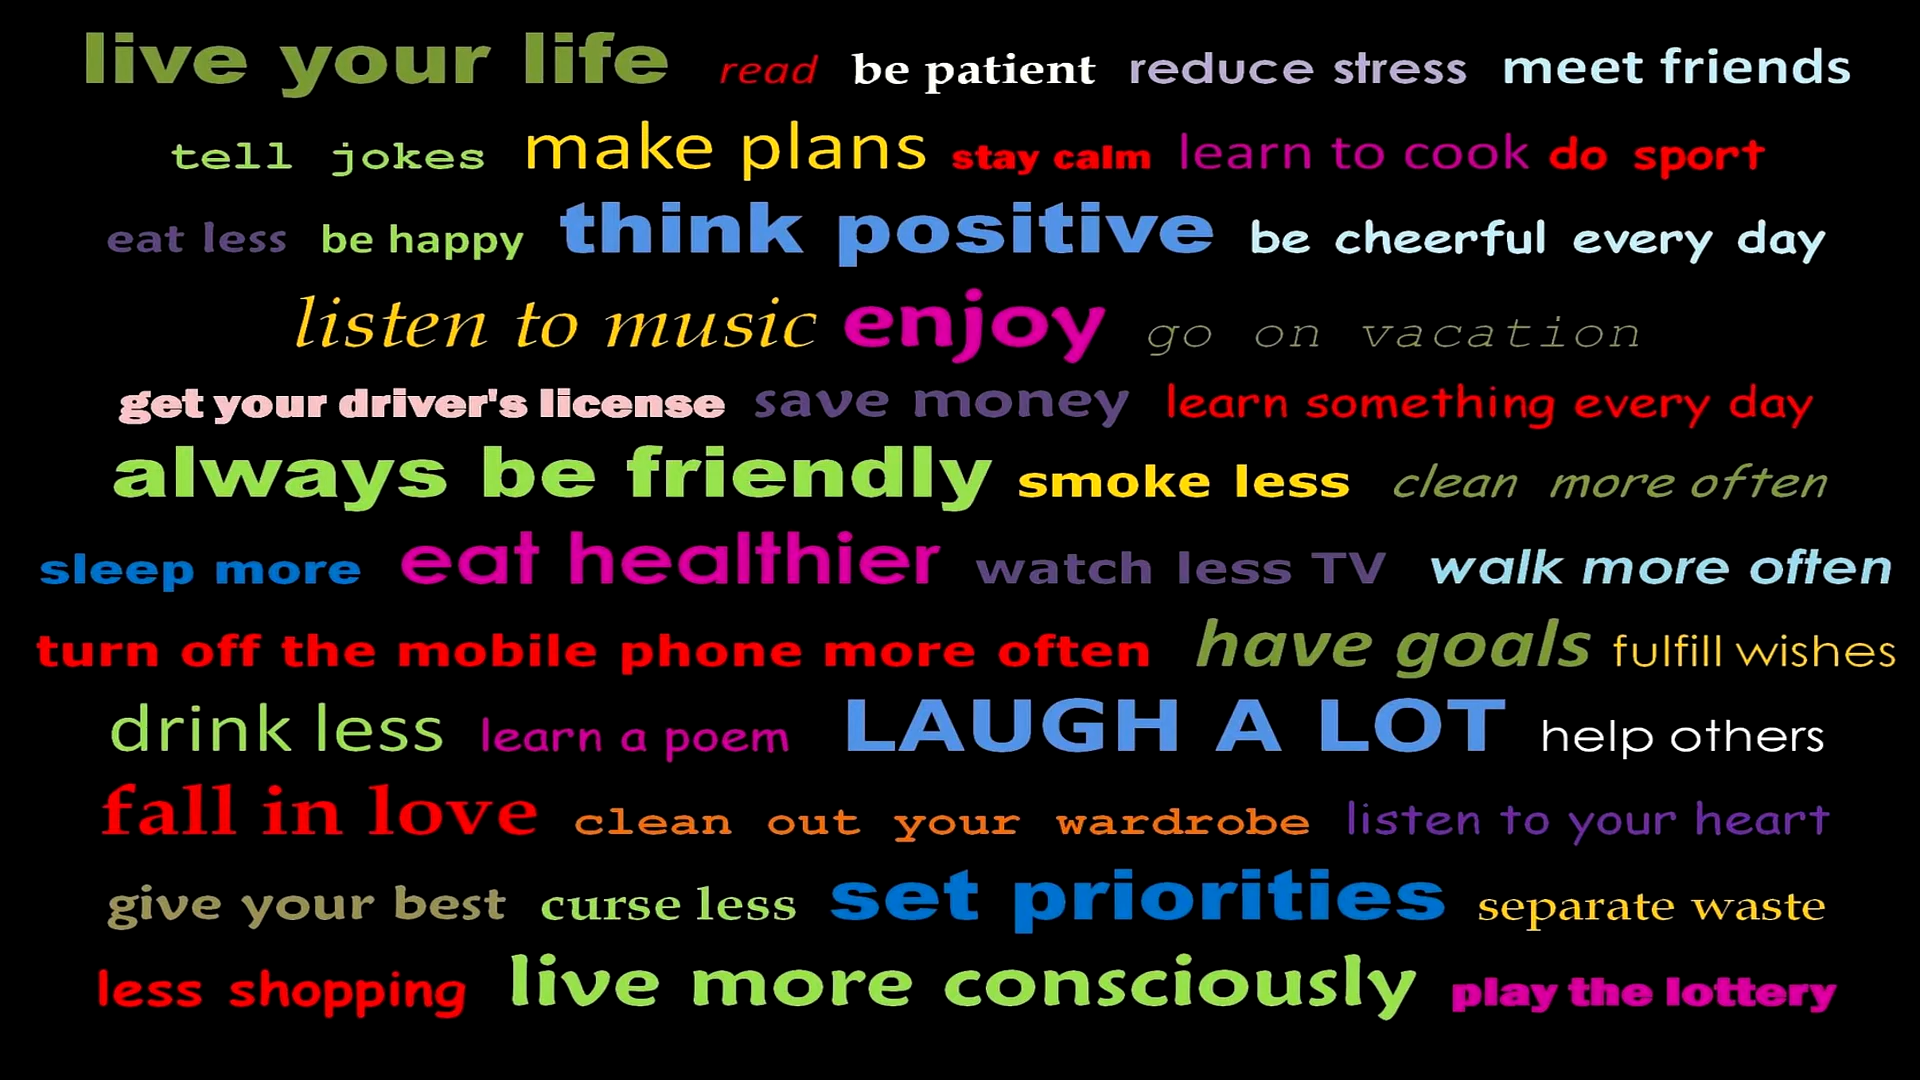 live your life read be patient reduce stress meet friends
tell jokes make plans stay calm learn to cook do sport
eat less be happy think positive be cheerful every day
listen to music enjoy go on vacation
get your driver's license save money learn something every day
always be friendly smoke less clean more often
sleep more eat healthier watch less TV walk more often
turn off the mobile phone more often have goals fulfill wishes
drink less learn a poem LAUGH A LOT help others
fall in love clean out your wardrobe listen to your heart
give your best curse less set priorities separate waste
less shopping live more consciously play the lottery